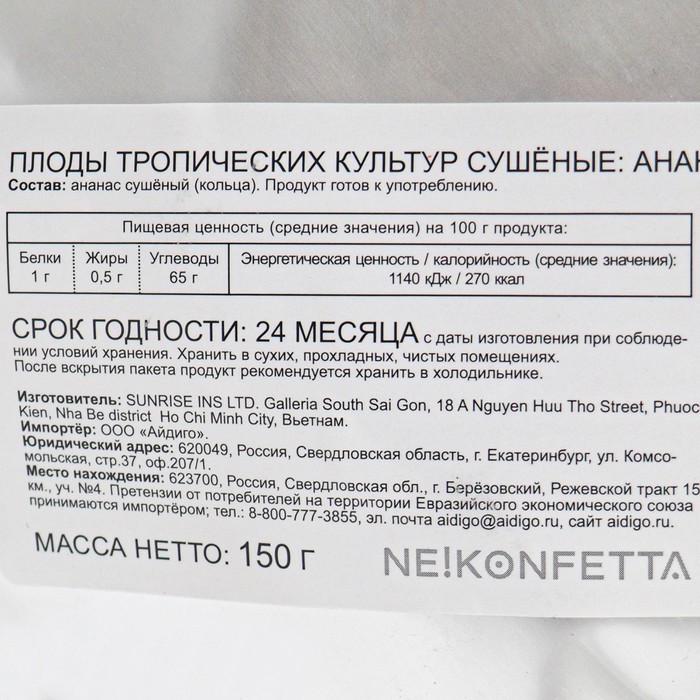 ПЛОДЫ ТРОПИЧЕСКИХ КУЛЬТУР СУШЁНЫЕ: АНАН
Состав: ананас сушёный (кольца). Продукт готов к употреблению.
Пищевая ценность (средние значения) на 100 г продукта:
Белки Жиры Углеводы Энергетическая ценность / калорийность (средние значения):
1 г 0,5 г 65 г 1140 кДж / 270 ккал
СРОК ГОДНОСТИ: 24 МЕСЯЦА с даты изготовления при соблюде-
нии условий хранения. Хранить в сухих, прохладных, чистых помещениях.
После вскрытия пакета продукт рекомендуется хранить в холодильнике.
Изготовитель: SUNRISE INS LTD. Galleria South Sai Gon, 18 A Nguyen Huu Tho Street, Phuoc
Kien, Nha Be district Ho Chi Minh City, Вьетнам.
Импортёр: ООО «Айдиго».
Юридический адрес: 620049, Россия, Свердловская область, г. Екатеринбург, ул. Комсо-
мольская, стр.37, оф.207/1.
Место нахождения: 623700, Россия, Свердловская обл., г. Берёзовский, Режевской тракт 15
км., уч. №4. Претензии от потребителей на территории Евразийского экономического союза
принимаются импортёром; тел.: 8-800-777-3855, эл. почта aidigo@aidigo.ru, сайт aidigo.ru.
МАССА НЕТТО: 150 Г
NE!KONFETTA